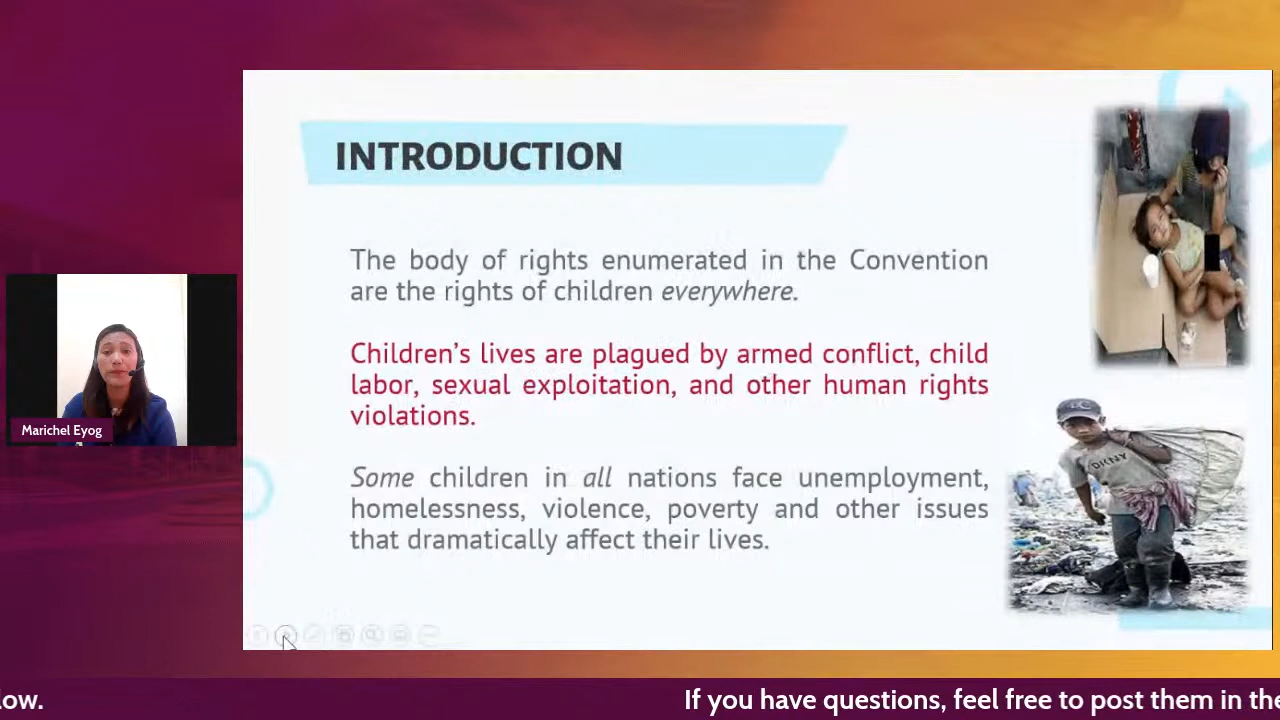 INTRODUCTION
The body of rights enumerated in the Convention
are the rights of children everywhere.
Children's lives are plagued by armed conflict, child
labor, sexual exploitation, and other human rights
violations.
Some children in all nations face unemployment,
homelessness, violence, poverty and other issues
that dramatically affect their lives.
DKNY
Marichel Eyog
low. If you have questions, feel free to post them in the